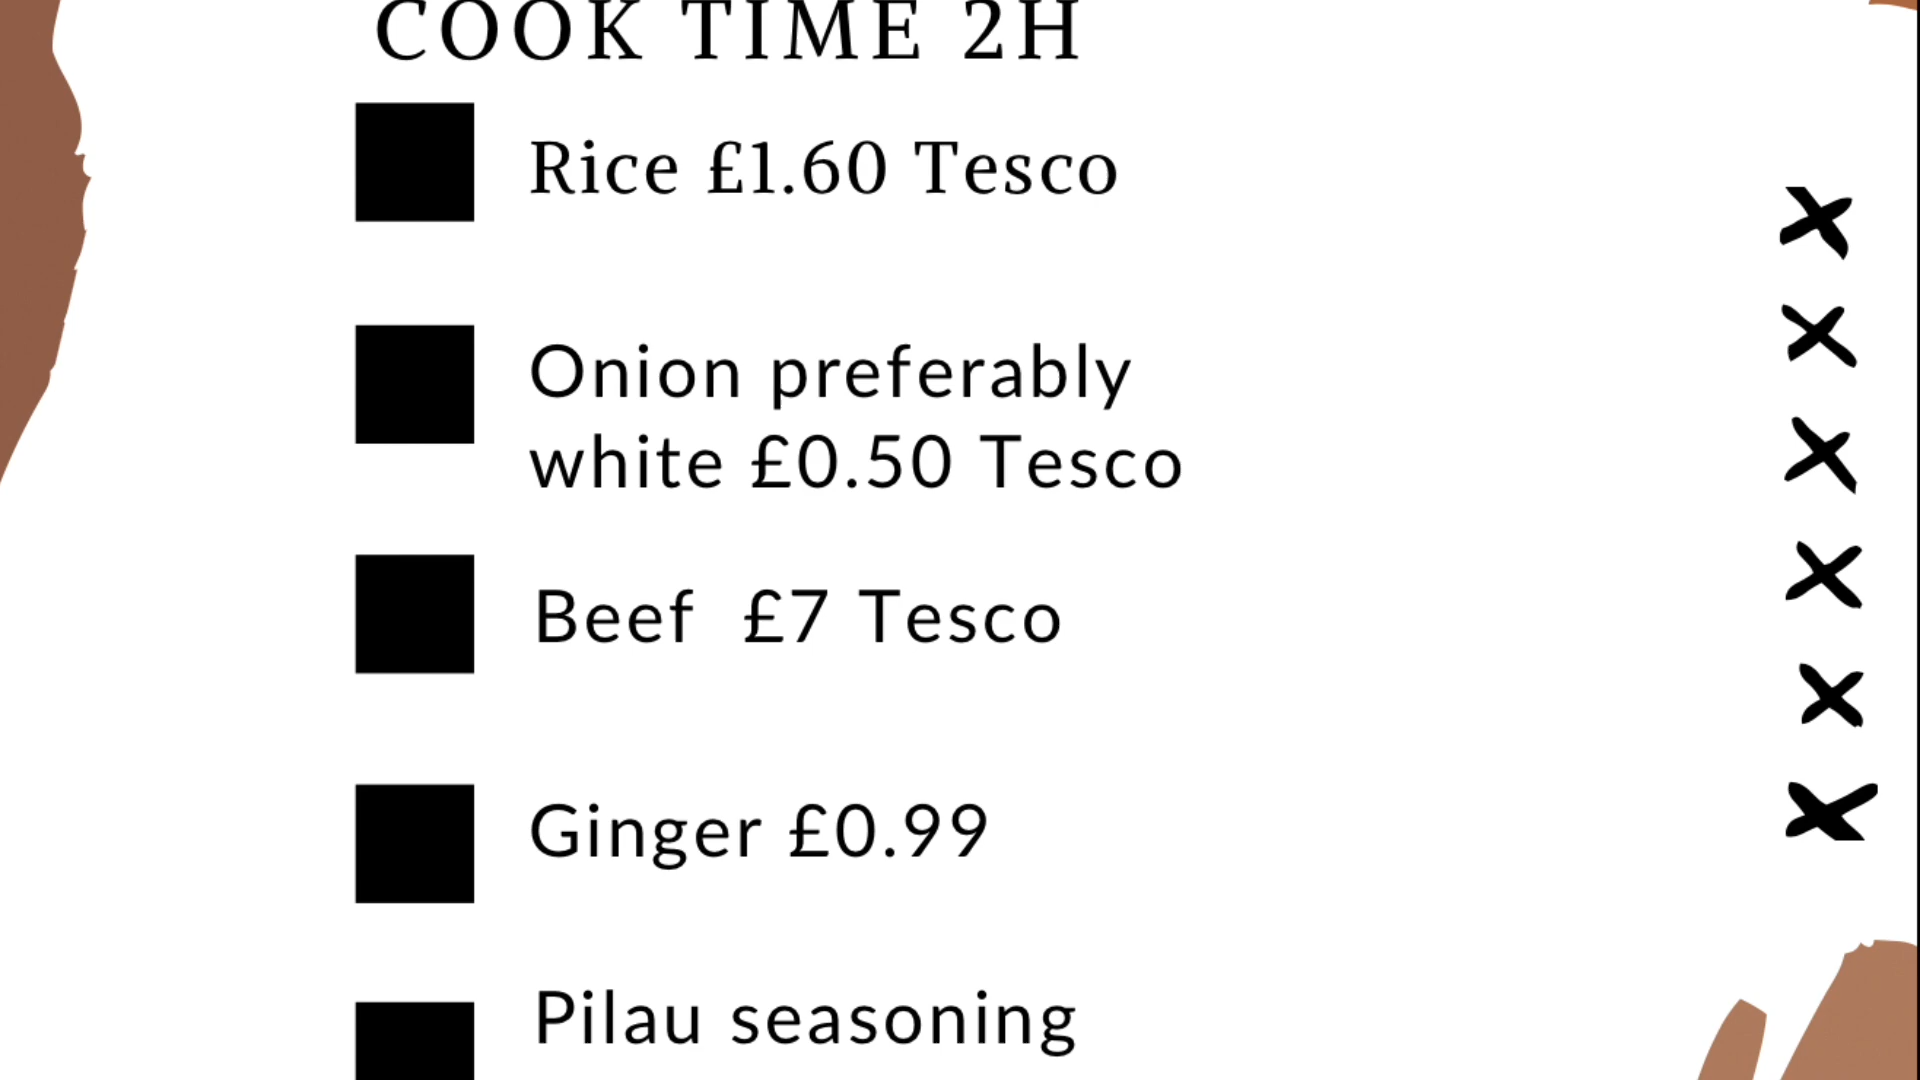 COOK TIME 2H
Rice £1.60 Tesco
Onion preferably
white £0.50 Tesco
Beef  £7 Tesco
Ginger £0.99
Pilau seasoning